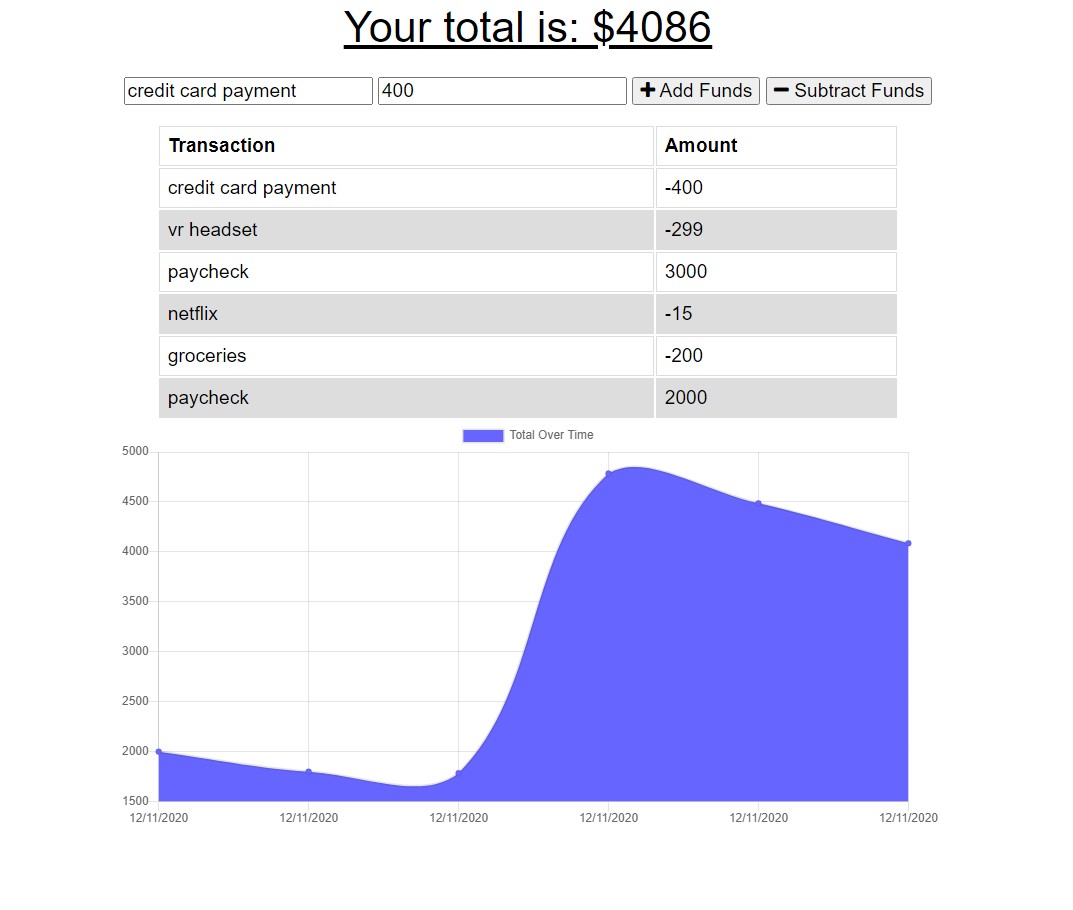 Your total is: $4086
credit card payment 400 Add Funds Subtract Funds
Transaction Amount
credit card payment -400
vr headset -299
paycheck 3000
netflix -15
groceries -200
paycheck 2000
Total Over Time
5000
4500
4000
3500
3000
2500
2000
1500
12/11/2020 12/11/2020 12/11/2020 12/11/2020 12/11/2020 12/11/2020